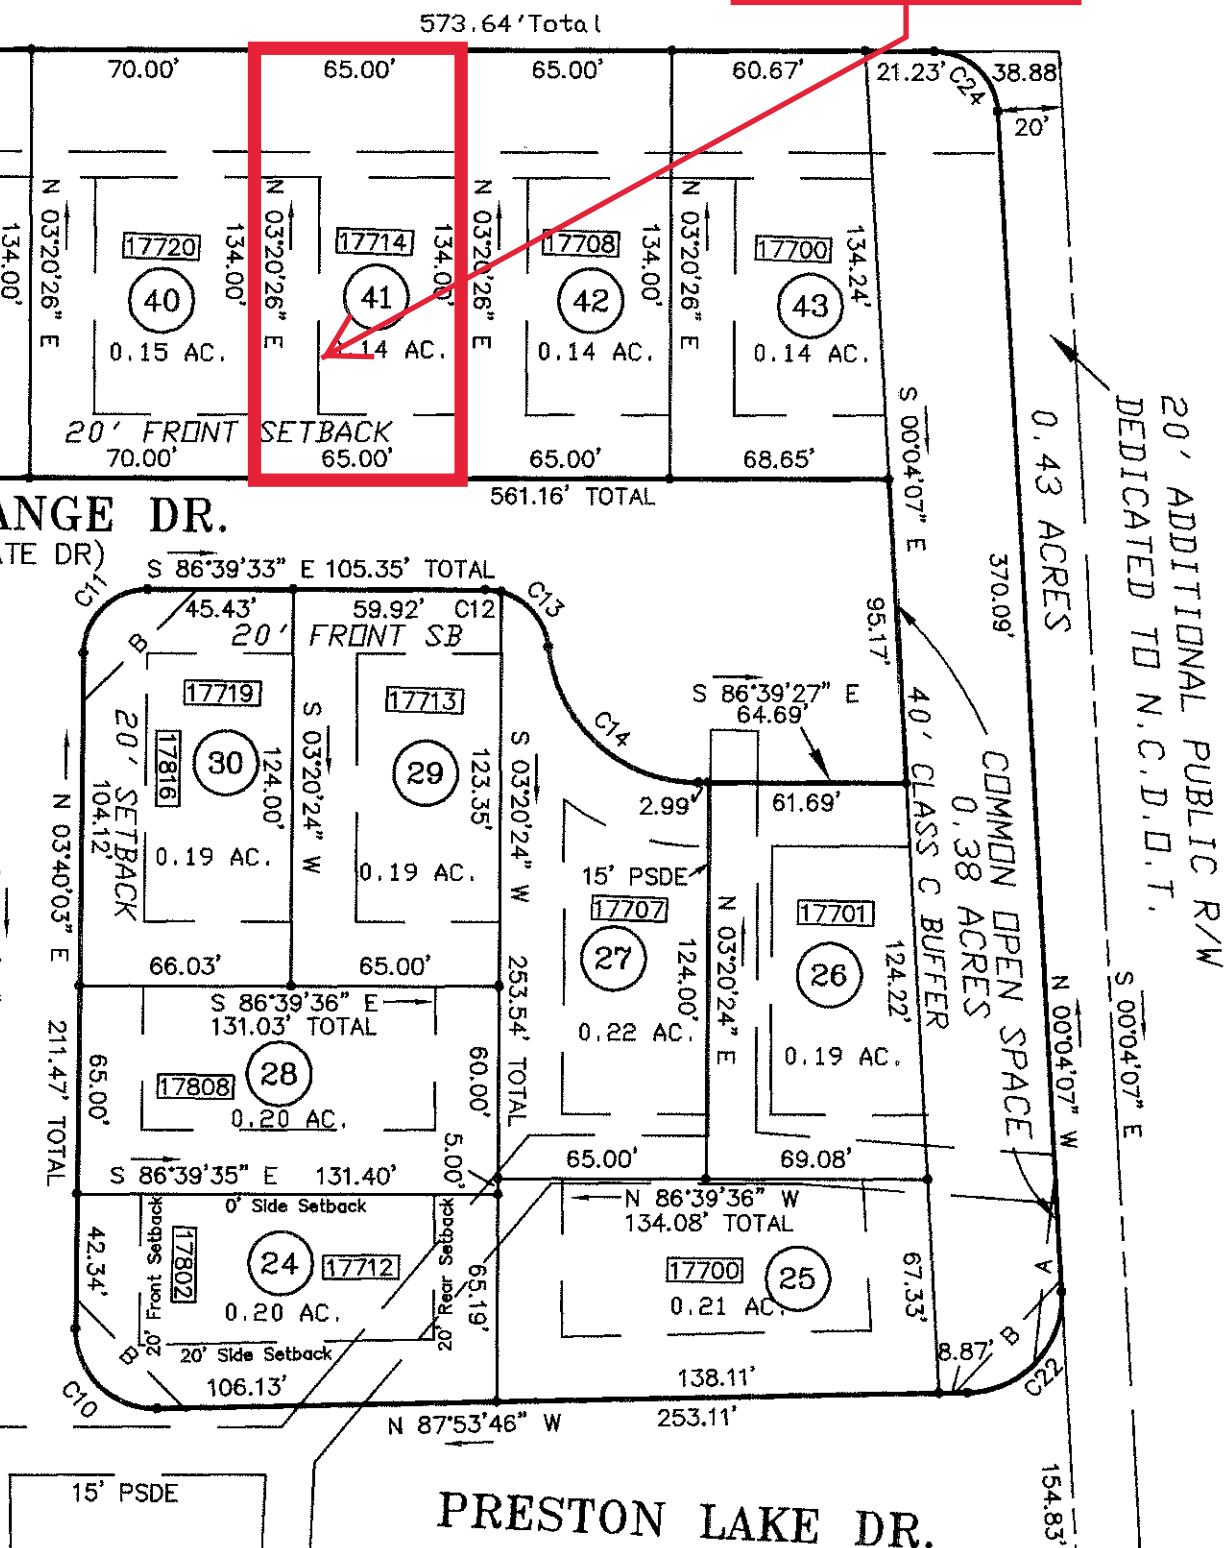 573.64'Total
70.00' 65.00' 65.00' 60.67' 21.23' C24 38.88
20'
134.00' N 03°20'26" E 134.00' N 03°20'26" E 134.00' N 03°20'26" E 134.00' N 03°20'26" E 134.24'
17720 17714 17708 17700
40 41 42 43
0.15 AC. .14 AC. 0.14 AC. 0.14 AC.
20' FRONT SETBACK
70.00' 65.00' 65.00' 68.65'
561.16' TOTAL
S 00°04'07" E
0.43 ACRES
20' ADDITIONAL PUBLIC R/W
DEDICATED TO N.C.D.O.T.
ANGE DR.
ATE DR)
S 86°39'33" E 105.35' TOTAL
C11 45.43' 59.92' C12 C13
B 20' FRONT SB
370.09'
95.17'
17719 17713
S 86°39'27" E
64.69'
C14
20' SETBACK
17816
30 29
124.00' S 03°20'24" W 123.35' S 03°20'24" W
2.99' 61.69'
N 03°40'03" E
104.12'
0.19 AC. 0.19 AC.
15' PSDE
17707 17701
40' CLASS C BUFFER
COMMON OPEN SPACE
0.38 ACRES
27 26
124.00' N 03°20'24" E 124.22'
66.03' 65.00'
S 86°39'36" E
131.03' TOTAL
253.54' TOTAL
0.22 AC. 0.19 AC.
N 00°04'07" W
S 00°04'07" E
211.47' TOTAL
65.00'
28
17808
0.20 AC.
60.00'
5.00'
65.00' 69.08'
S 86°39'35" E 131.40'
N 86°39'36" W
134.08' TOTAL
0' Side Setback
42.34'
20' Front Setback
17802
24 17712
0.20 AC.
20' Rear Setback
65.19'
17700 25
0.21 AC.
67.33'
A
20' Side Setback
B
C10 106.13'
138.11' 8.87' B C22
N 87°53'46" W 253.11'
15' PSDE
154.83'
PRESTON LAKE DR.